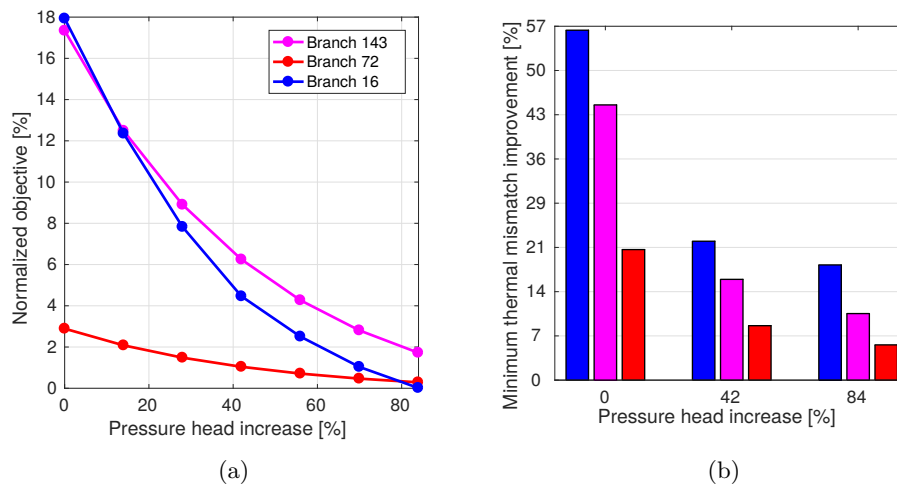 18
16
14
12
10
8
6
4
2
0
Normalized objective [%]
Branch 143
Branch 72
Branch 16
0 20 40 60 80
Pressure head increase [%]
(a)
57
50
43
36
29
21
14
7
0
Minimum thermal mismatch improvement [%]
0 42 84
Pressure head increase [%]
(b)